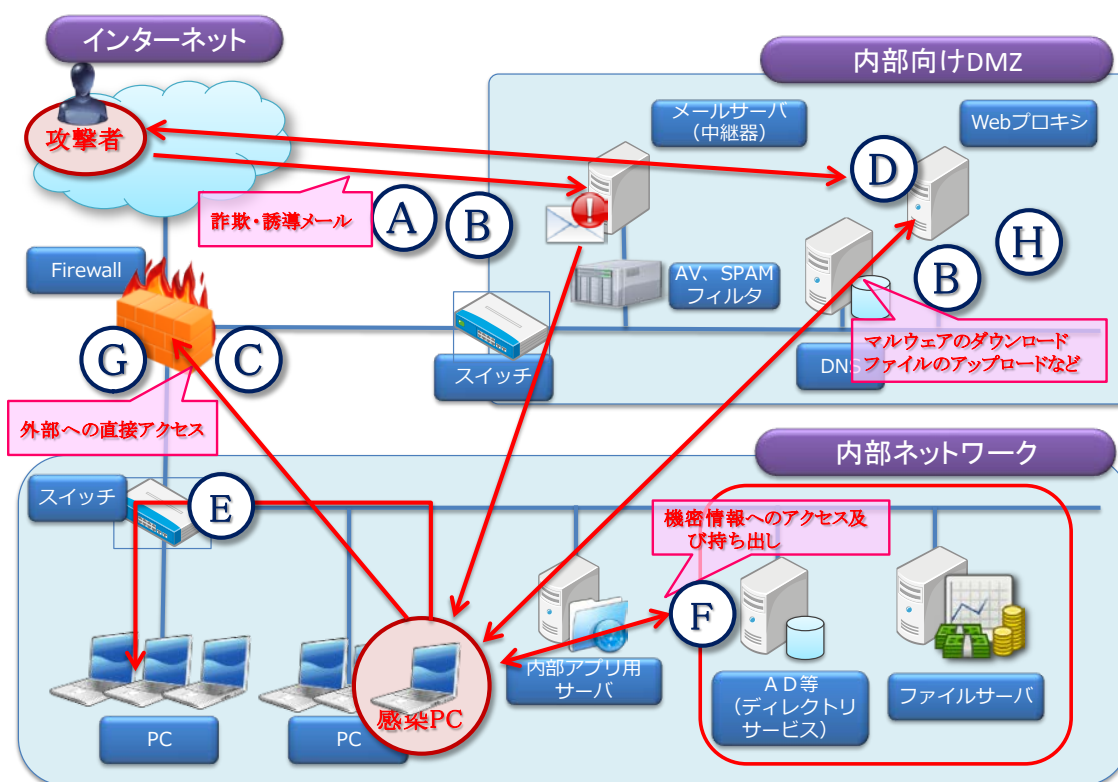 インターネット
内部向けDMZ
攻撃者
メールサーバ
（中継器）
Webプロキシ
D
詐欺・誘導メール
A
B
H
Firewall
AV、SPAM
フィルタ
B
G
C
スイッチ
DNS
マルウェアのダウンロード
ファイルのアップロードなど
外部への直接アクセス
内部ネットワーク
スイッチ
E
機密情報へのアクセス及
び持ち出し
F
内部アプリ用
サーバ
ＡＤ等
（ディレクトリ
サービス）
ファイルサーバ
PC
PC
感染PC